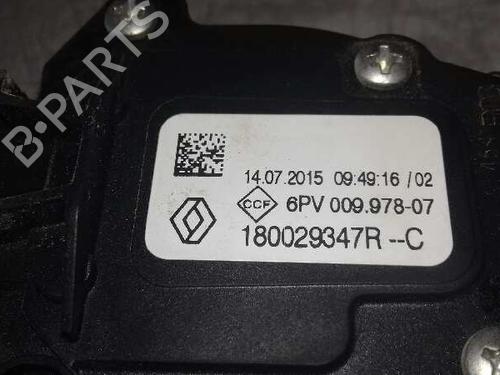 B-PARTS
14.07.2015 09:49:16 /02
CCF 6PV 009.978-07
180029347R --C